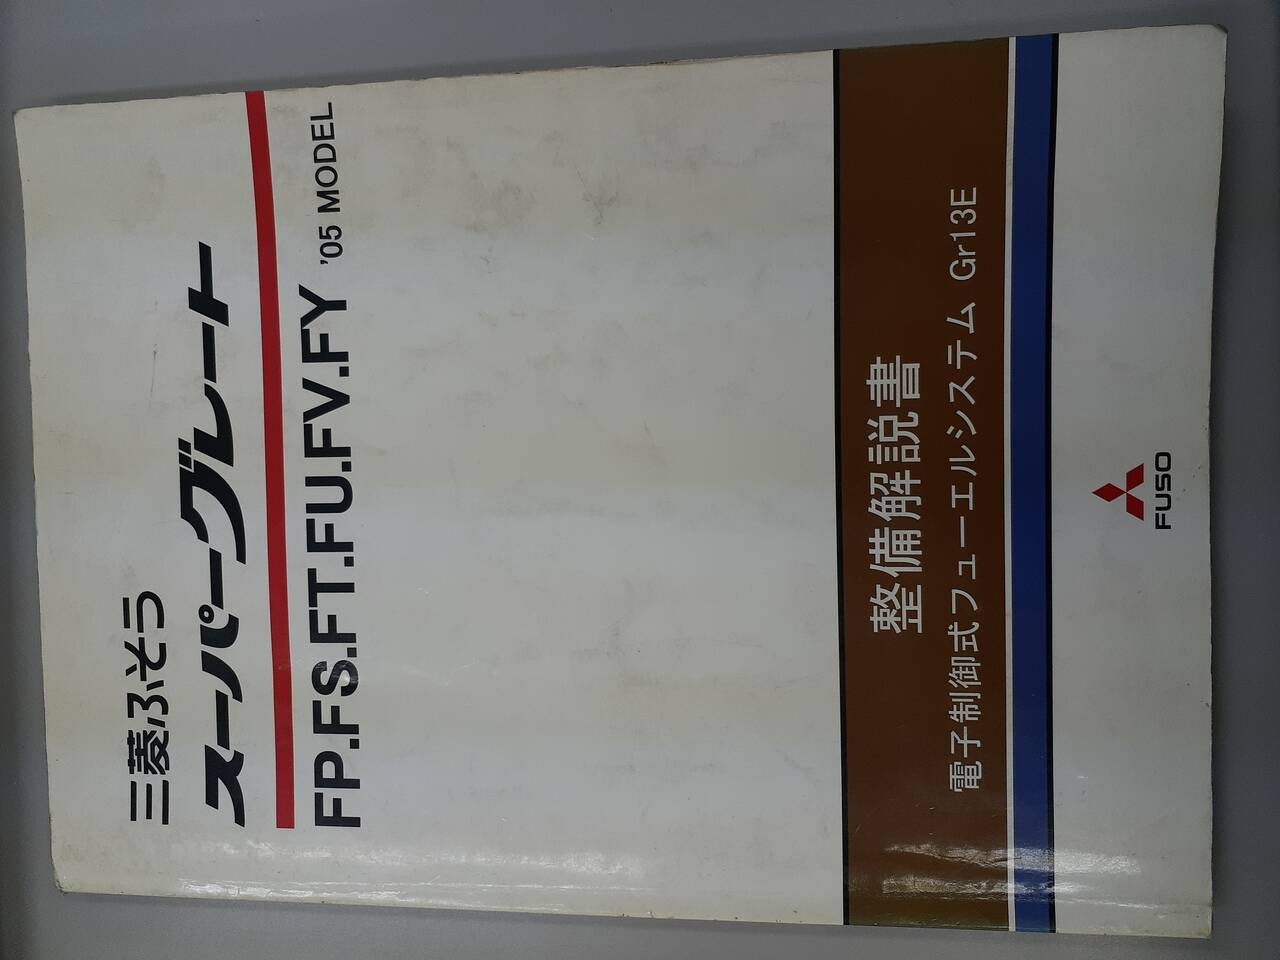 三菱ふそう
スーパーグレート
FP.FS.FT.FU.FV.FY '05 MODEL
整備解説書
電子制御式フューエルシステム Gr13E
FUSO